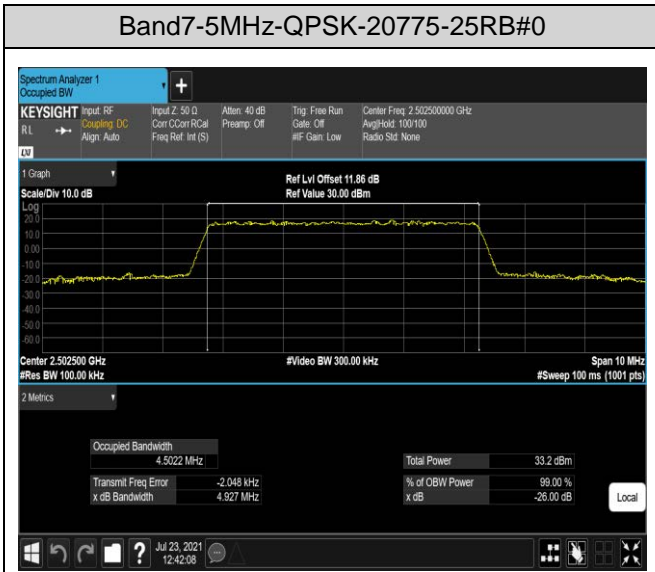 Band7-5MHz-QPSK-20775-25RB#0
Spectrum Analyzer 1
Occupied BW
+
KEYSIGHT Input: RF Input Z: 50 Ω Atten: 40 dB Trig: Free Run Center Freq: 2.502500000 GHz
RL Coupling: DC Corr CCorr RCal Preamp: Off Gate: Off Avg|Hold: 100/100
Align: Auto Freq Ref: Int (S) #IF Gain: Low Radio Std: None
LXI
1 Graph Ref Lvl Offset 11.86 dB
Scale/Div 10.0 dB Ref Value 30.00 dBm
Log
20.0
10.0
0.00
-10.0
-20.0
-30.0
-40.0
-50.0
-60.0
Center 2.502500 GHz #Video BW 300.00 kHz Span 10 MHz
#Res BW 100.00 kHz #Sweep 100 ms (1001 pts)
2 Metrics
Occupied Bandwidth
4.5022 MHz Total Power 33.2 dBm
Transmit Freq Error -2.048 kHz % of OBW Power 99.00 %
x dB Bandwidth 4.927 MHz x dB -26.00 dB
Local
? Jul 23, 2021
12:42:08